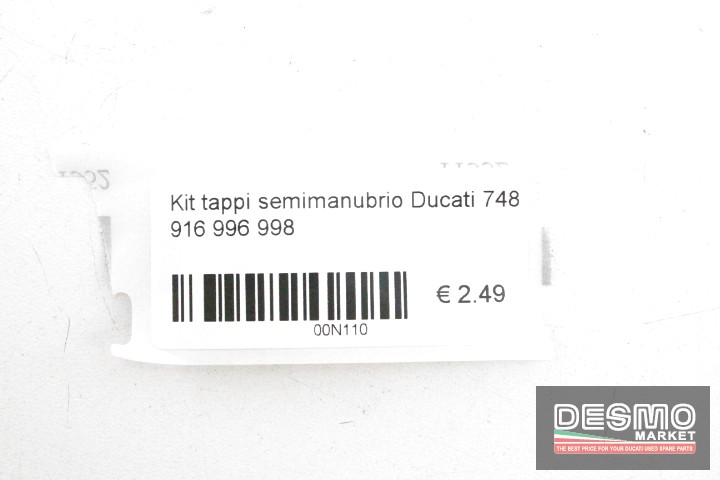 Kit tappi semimanubrio Ducati 748
916 996 998
€ 2.49
00N110
DESMO
MARKET
THE BEST PRICE FOR YOUR DUCATI USED SPARE PARTS